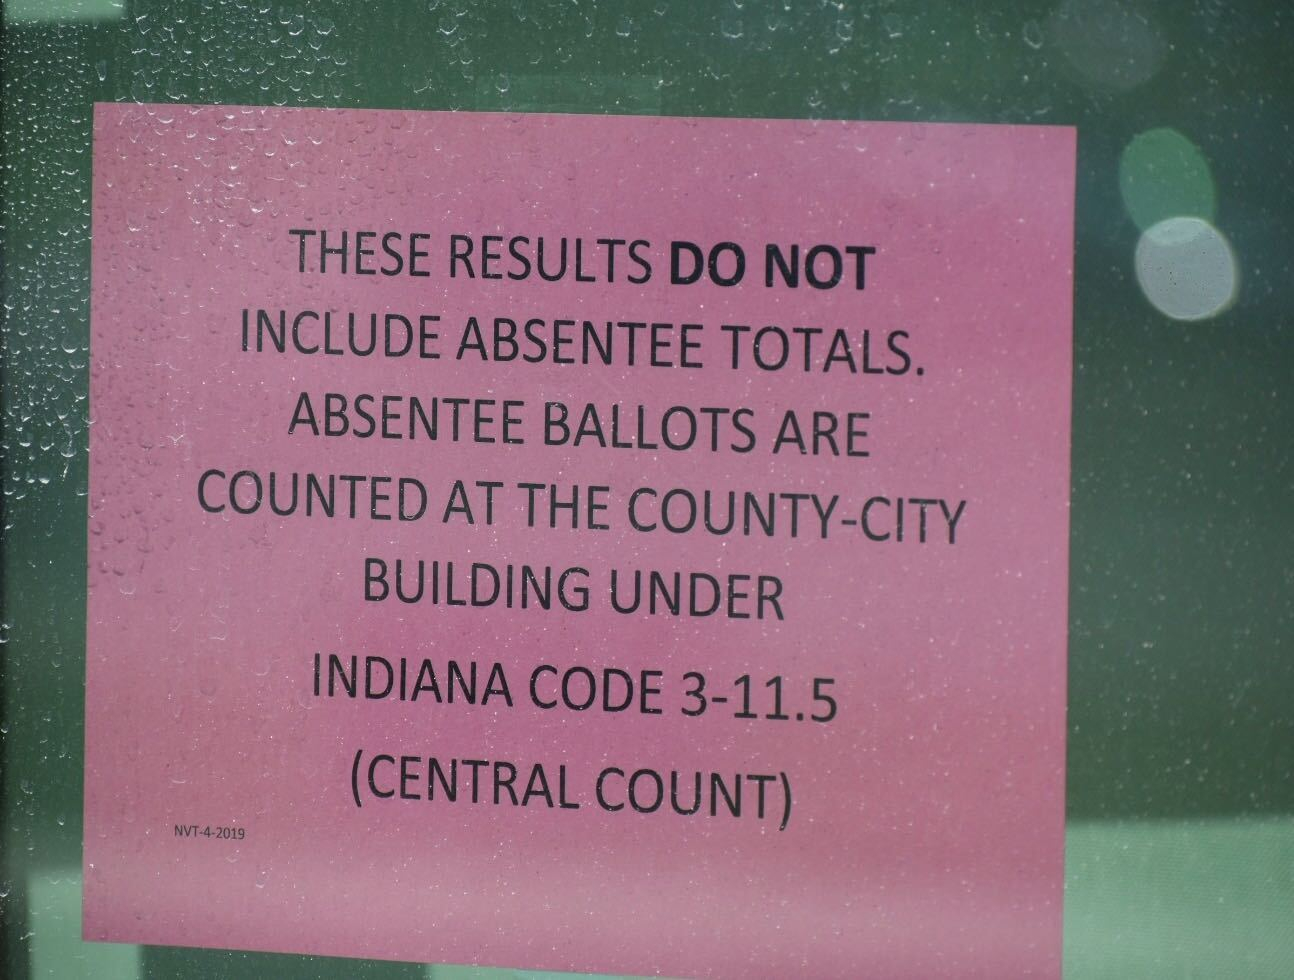 THESE RESULTS DO NOT
INCLUDE ABSENTEE TOTALS.
ABSENTEE BALLOTS ARE
COUNTED AT THE COUNTY-CITY
BUILDING UNDER
INDIANA CODE 3-11.5
(CENTRAL COUNT)
NVT-4-2019